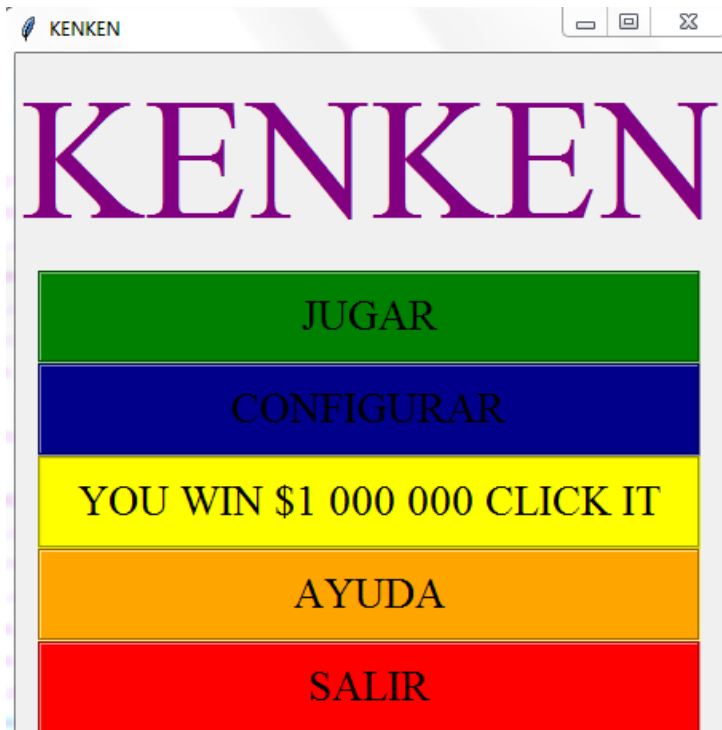 KENKEN
KENKEN
JUGAR
CONFIGURAR
YOU WIN $1 000 000 CLICK IT
AYUDA
SALIR